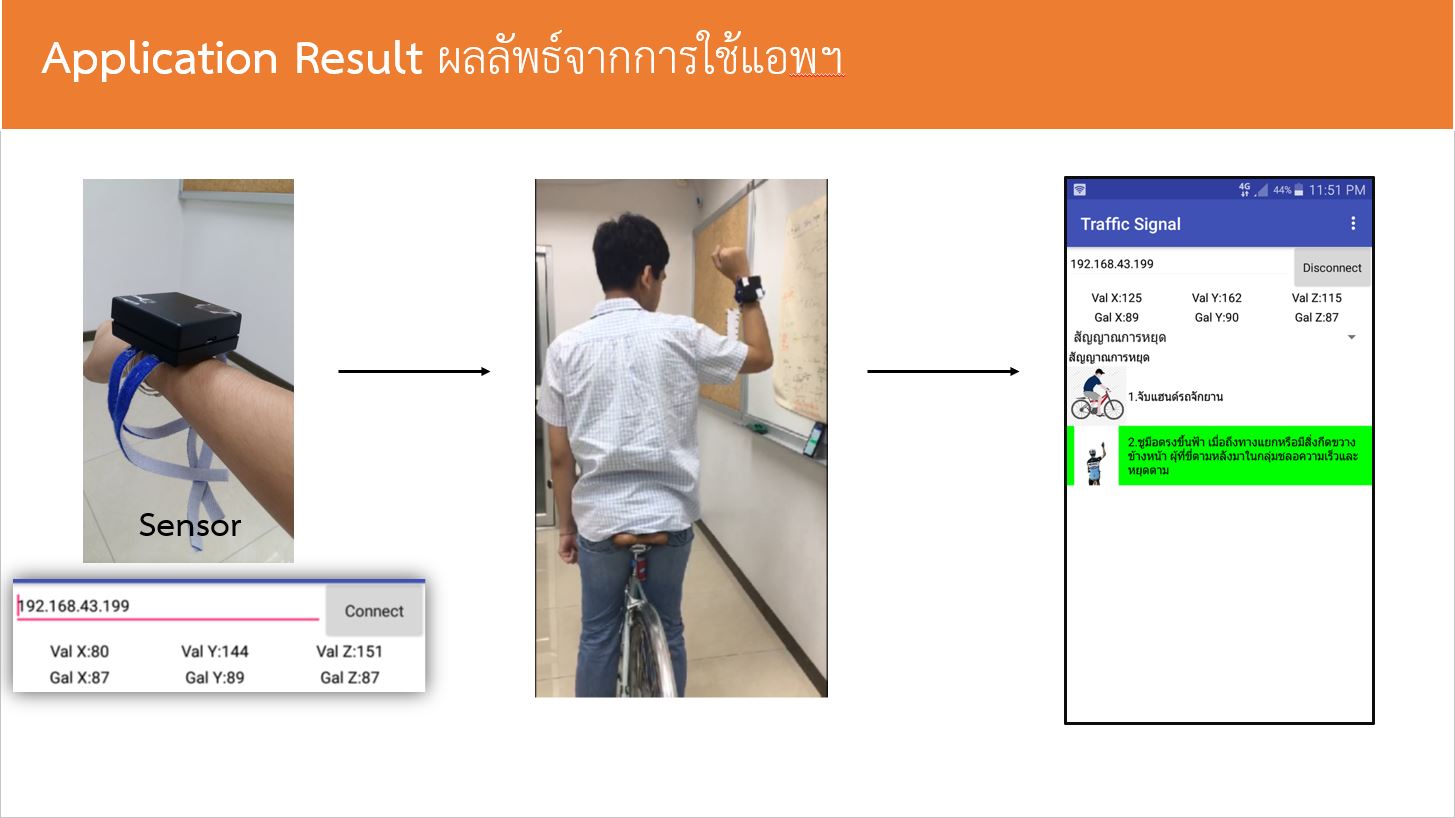 Application Result ผลลัพธ์จากการใช้แอพฯ
Sensor
192.168.43.199
Connect
Val X:80 Val Y:144 Val Z:151
Gal X:87 Gal Y:89 Gal Z:87
4G 44% 11:51 PM
Traffic Signal
192.168.43.199
Disconnect
Val X:125 Val Y:162 Val Z:115
Gal X:89 Gal Y:90 Gal Z:87
สัญญาณการหยุด
สัญญาณการหยุด
1.จับแฮนด์รถจักยาน
2.ชูมือตรงขึ้นฟ้า เมื่อถึงทางแยกหรือมีสิ่งกีดขวาง
ข้างหน้า ผู้ที่ขี่ตามหลังมาในกลุ่มชลอความเร็วและ
หยุดตาม